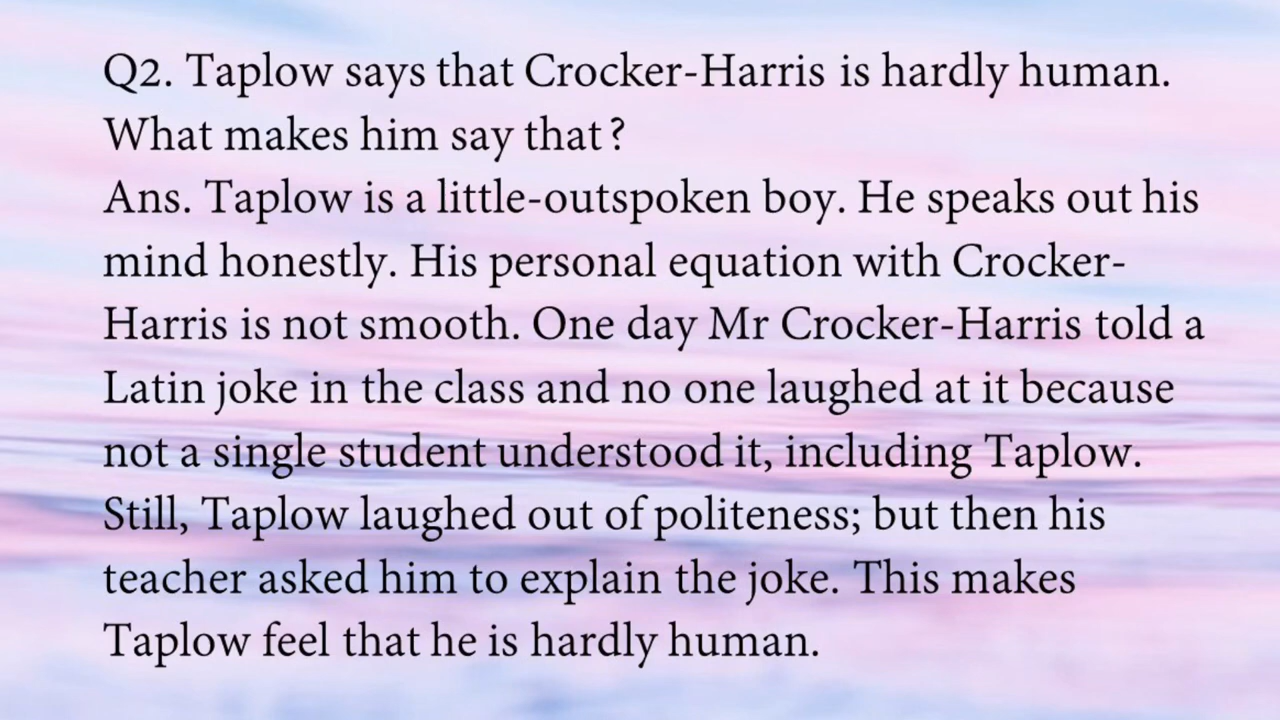 Q2. Taplow says that Crocker-Harris is hardly human.
What makes him say that?
Ans. Taplow is a little-outspoken boy. He speaks out his
mind honestly. His personal equation with Crocker-
Harris is not smooth. One day Mr Crocker-Harris told a
Latin joke in the class and no one laughed at it because
not a single student understood it, including Taplow.
Still, Taplow laughed out of politeness; but then his
teacher asked him to explain the joke. This makes
Taplow feel that he is hardly human.